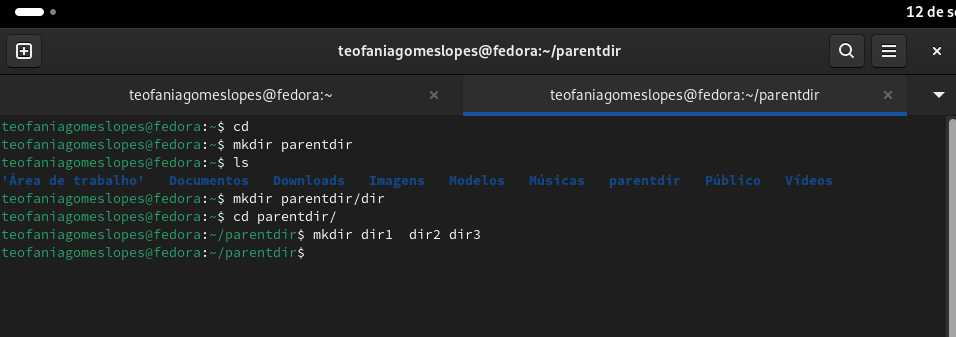 12 de s
teofaniagomeslopes@fedora:~/parentdir
teofaniagomeslopes@fedora:~
teofaniagomeslopes@fedora:~/parentdir
teofaniagomeslopes@fedora:~$ cd
teofaniagomeslopes@fedora:~$ mkdir parentdir
teofaniagomeslopes@fedora:~$ ls
'Área de trabalho'   Documentos   Downloads   Imagens   Modelos   Músicas   parentdir   Público   Vídeos
teofaniagomeslopes@fedora:~$ mkdir parentdir/dir
teofaniagomeslopes@fedora:~$ cd parentdir/
teofaniagomeslopes@fedora:~/parentdir$ mkdir dir1  dir2 dir3
teofaniagomeslopes@fedora:~/parentdir$